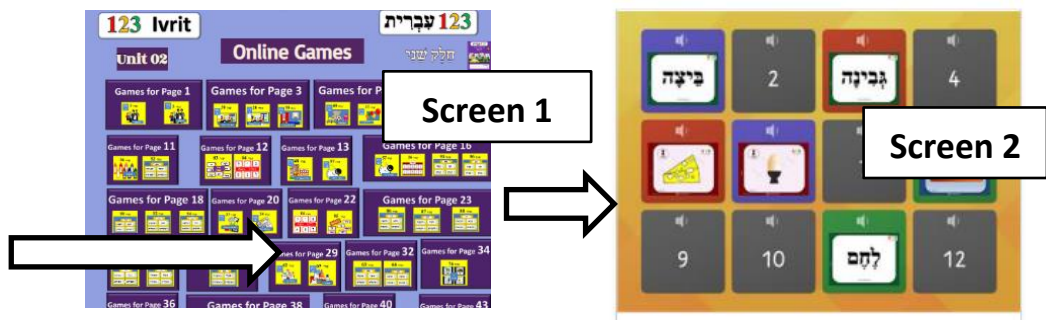 123 Ivrit
123 עִבְרִית
Unit 02
Online Games
חלק שני
Games for Page 1
Games for Page 3
Games for P
Screen 1
Games for Page 11
Games for Page 12
Games for Page 13
Games for Page 16
Games for Page 18
Games for Page 20
Games for Page 22
Games for Page 23
Games for Page 29
Games for Page 32
Games for Page 34
Games for Page 36
Games for Page 38
Games for Page 40
Games for Page 43
פִּיצָה
2
גְּבִינָה
4
Screen 2
9
10
לֶחֶם
12